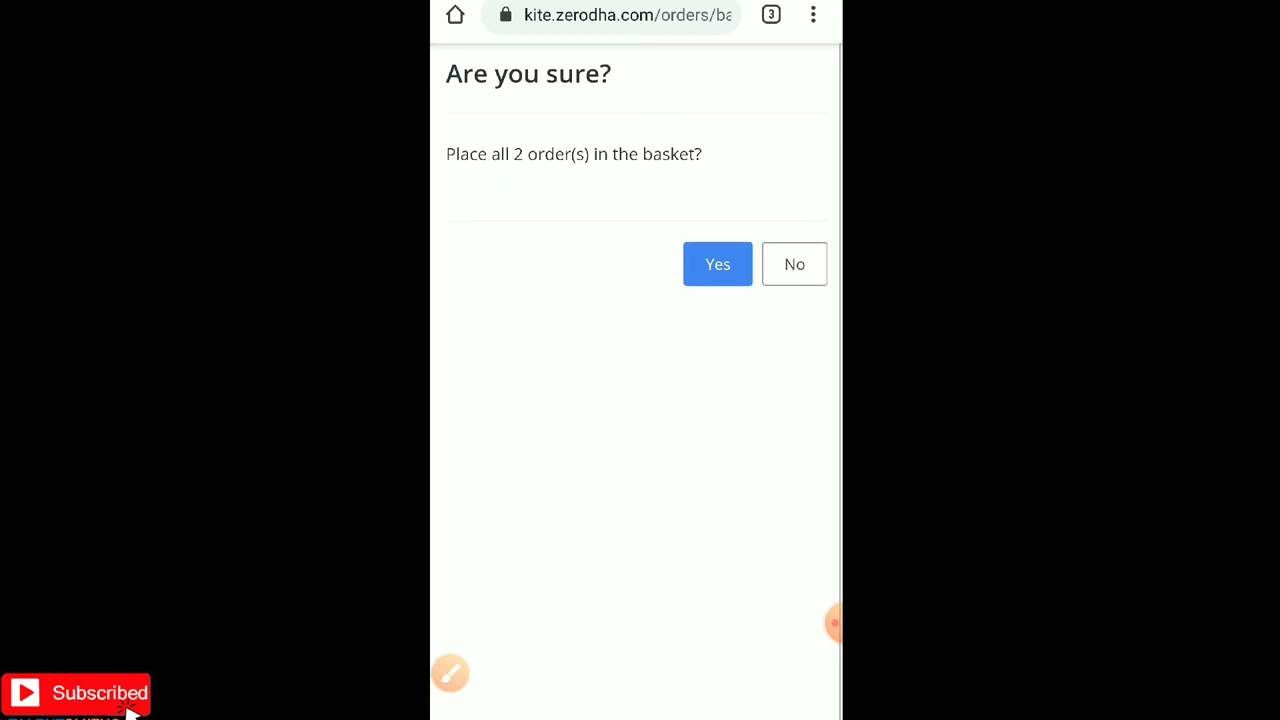 kite.zerodha.com/orders/ba
3
Are you sure?
Place all 2 order(s) in the basket?
Yes
No
Subscribed